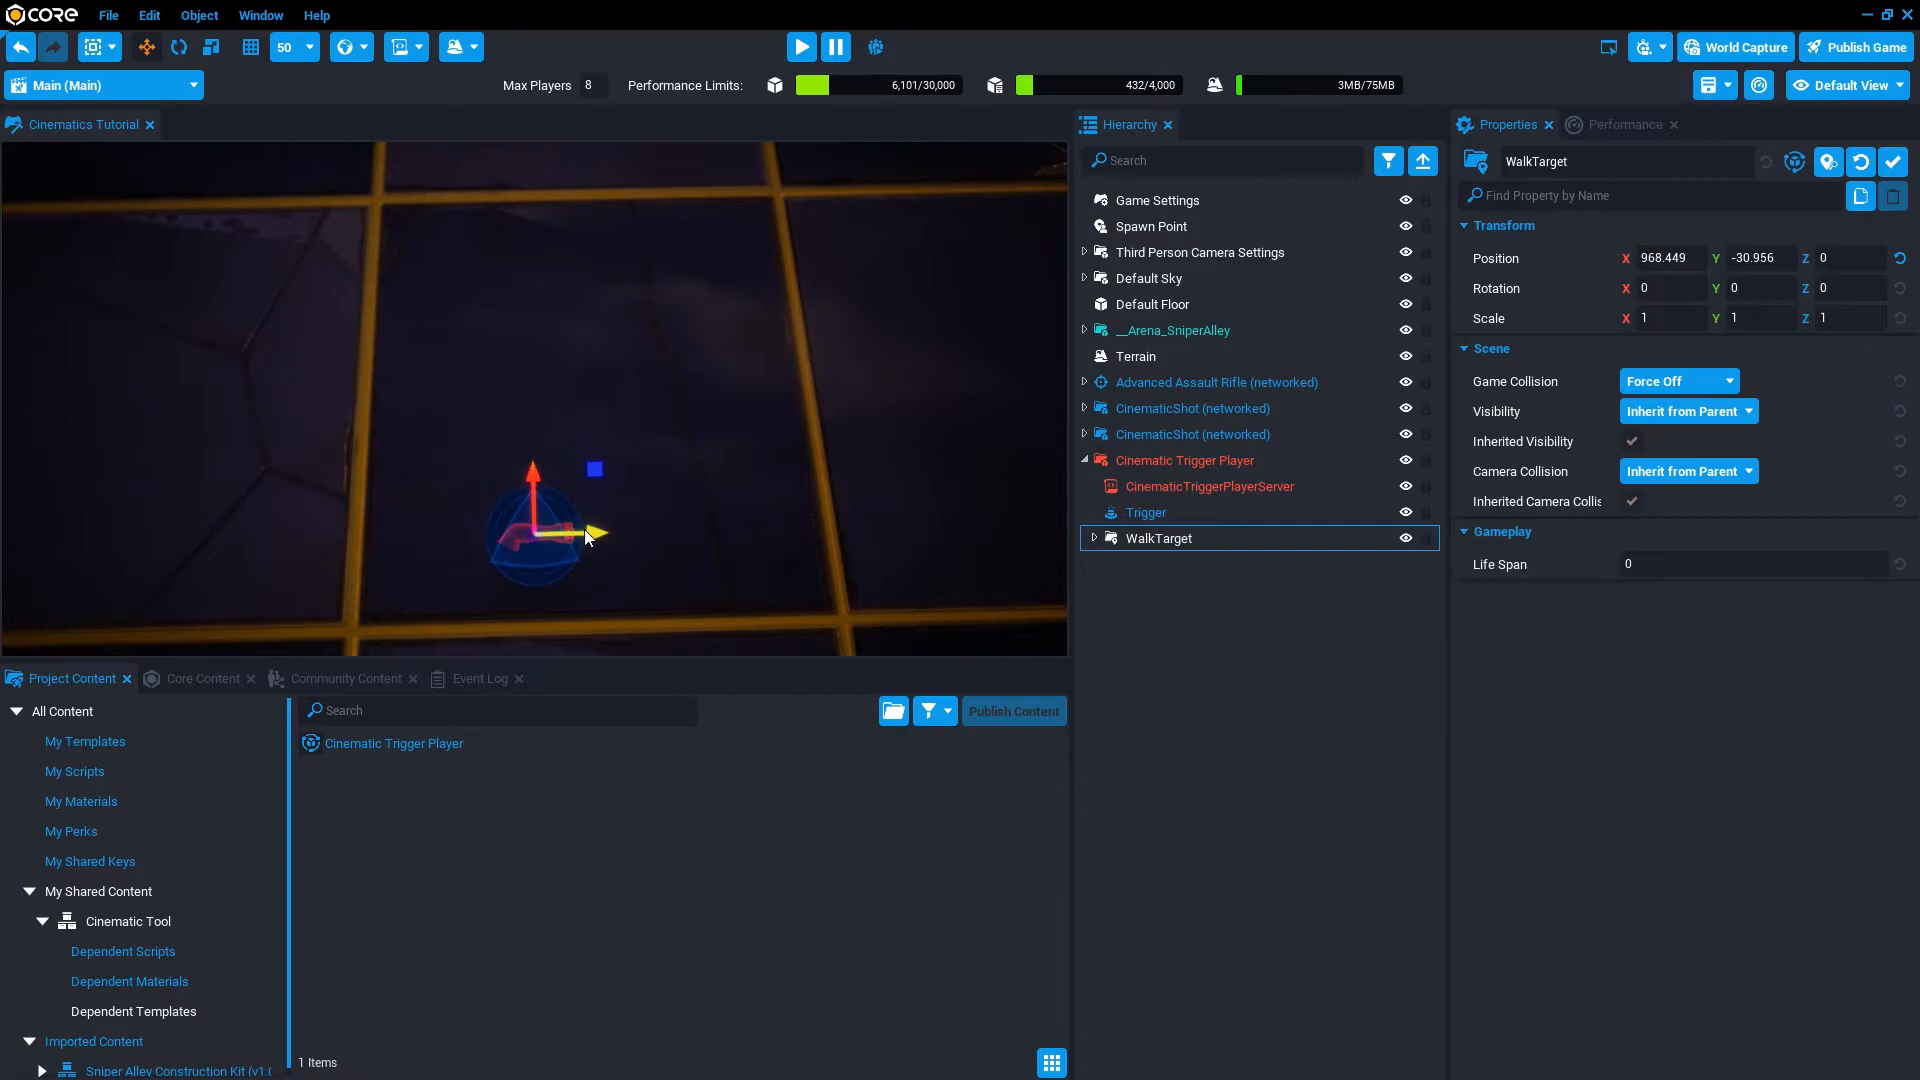 CORE File Edit Object Window Help
50 World Capture Publish Game
Main (Main) Max Players 8 Performance Limits: 6,101/30,000 432/4,000 3MB/75MB Default View
Cinematics Tutorial
Hierarchy
Search
Game Settings
Spawn Point
Third Person Camera Settings
Default Sky
Default Floor
__Arena_SniperAlley
Terrain
Advanced Assault Rifle (networked)
CinematicShot (networked)
CinematicShot (networked)
Cinematic Trigger Player
CinematicTriggerPlayerServer
Trigger
WalkTarget
Properties Performance
WalkTarget
Find Property by Name
Transform
Position X 968.449 Y -30.956 Z 0
Rotation X 0 Y 0 Z 0
Scale X 1 Y 1 Z 1
Scene
Game Collision Force Off
Visibility Inherit from Parent
Inherited Visibility
Camera Collision Inherit from Parent
Inherited Camera Collis
Gameplay
Life Span 0
Project Content Core Content Community Content Event Log
All Content
My Templates
My Scripts
My Materials
My Perks
My Shared Keys
My Shared Content
Cinematic Tool
Dependent Scripts
Dependent Materials
Dependent Templates
Imported Content
Sniper Alley Construction Kit (v1.0
Search Publish Content
Cinematic Trigger Player
1 Items